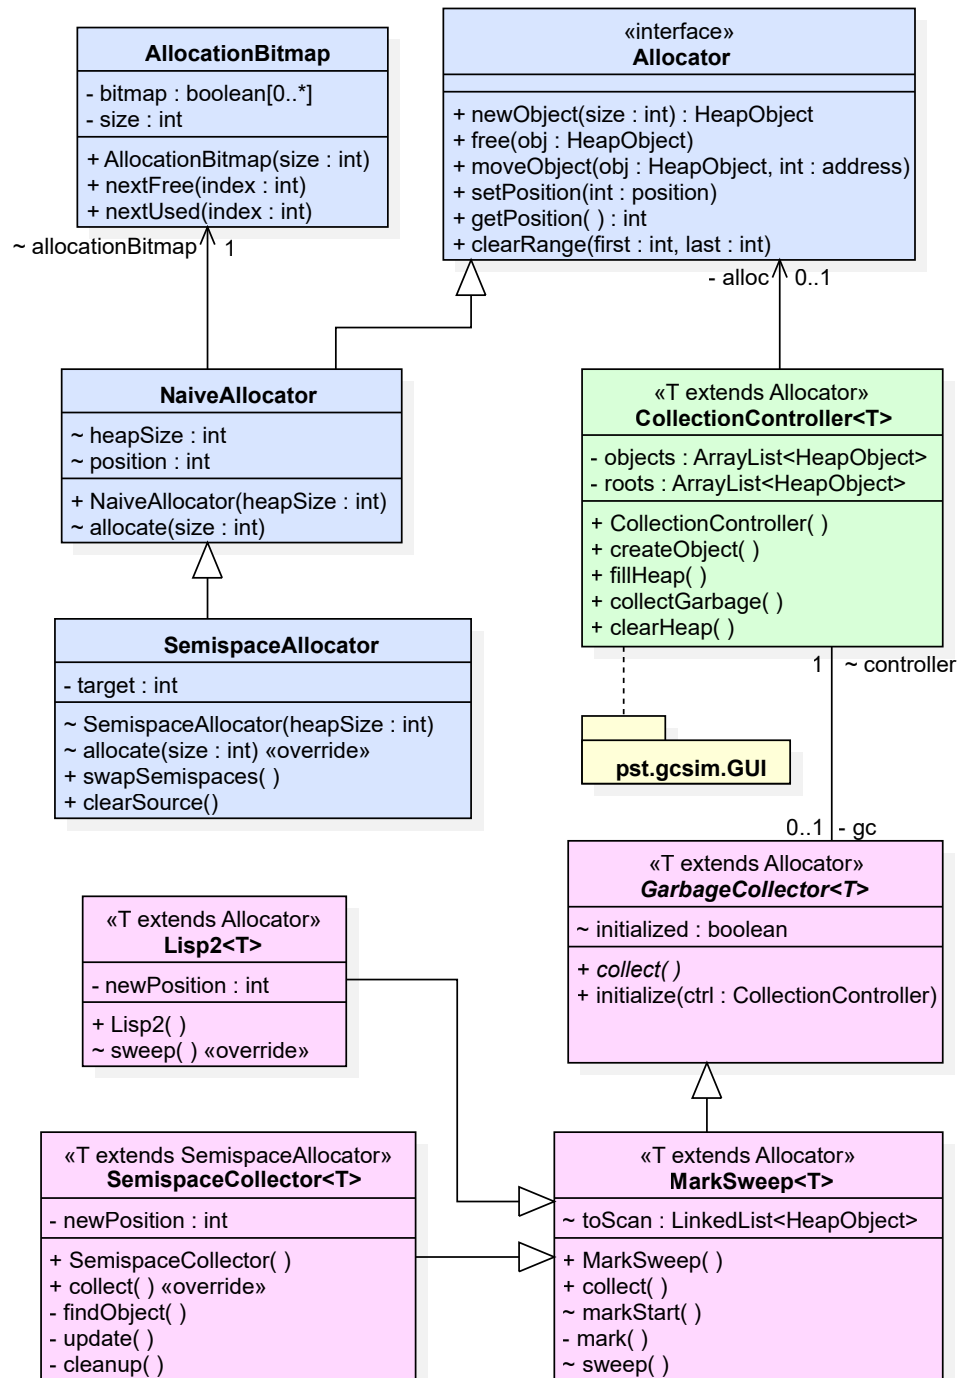 AllocationBitmap
- bitmap : boolean[0..*]
- size : int
+ AllocationBitmap(size : int)
+ nextFree(index : int)
+ nextUsed(index : int)
«interface»
Allocator
+ newObject(size : int) : HeapObject
+ free(obj : HeapObject)
+ moveObject(obj : HeapObject, int : address)
+ setPosition(int : position)
+ getPosition( ) : int
+ clearRange(first : int, last : int)
~ allocationBitmap
1
- alloc
0..1
NaiveAllocator
~ heapSize : int
~ position : int
+ NaiveAllocator(heapSize : int)
~ allocate(size : int)
«T extends Allocator»
CollectionController<T>
- objects : ArrayList<HeapObject>
- roots : ArrayList<HeapObject>
+ CollectionController( )
+ createObject( )
+ fillHeap( )
+ collectGarbage( )
+ clearHeap( )
SemispaceAllocator
- target : int
~ SemispaceAllocator(heapSize : int)
~ allocate(size : int) «override»
+ swapSemispaces( )
+ clearSource()
1
~ controller
pst.gcsim.GUI
0..1
- gc
«T extends Allocator»
GarbageCollector<T>
~ initialized : boolean
+ collect( )
+ initialize(ctrl : CollectionController)
«T extends Allocator»
Lisp2<T>
- newPosition : int
+ Lisp2( )
~ sweep( ) «override»
«T extends SemispaceAllocator»
SemispaceCollector<T>
- newPosition : int
+ SemispaceCollector( )
+ collect( ) «override»
- findObject( )
- update( )
- cleanup( )
«T extends Allocator»
MarkSweep<T>
~ toScan : LinkedList<HeapObject>
+ MarkSweep( )
+ collect( )
~ markStart( )
- mark( )
~ sweep( )